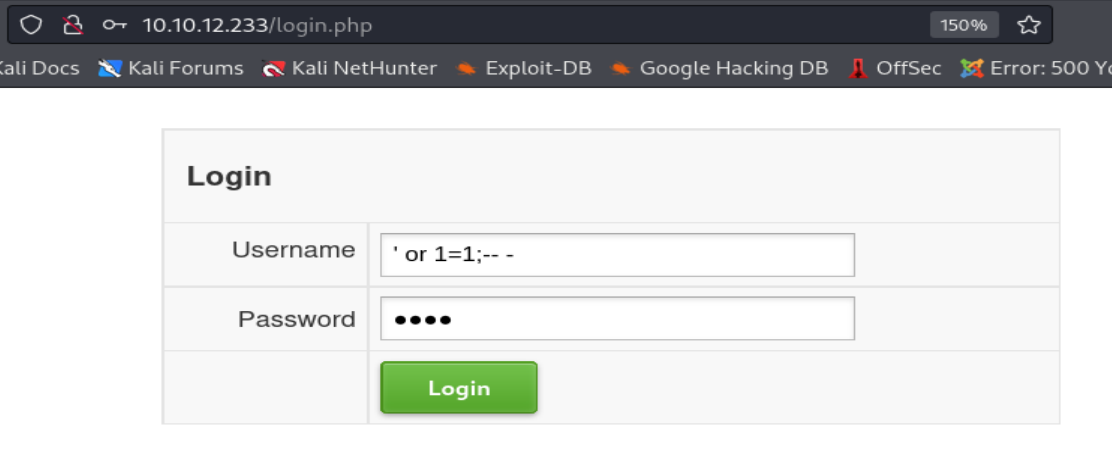 10.10.12.233/login.php 150%
Kali Docs Kali Forums Kali NetHunter Exploit-DB Google Hacking DB OffSec Error: 500 Yo
Login
Username ' or 1=1;-- -
Password ••••
Login